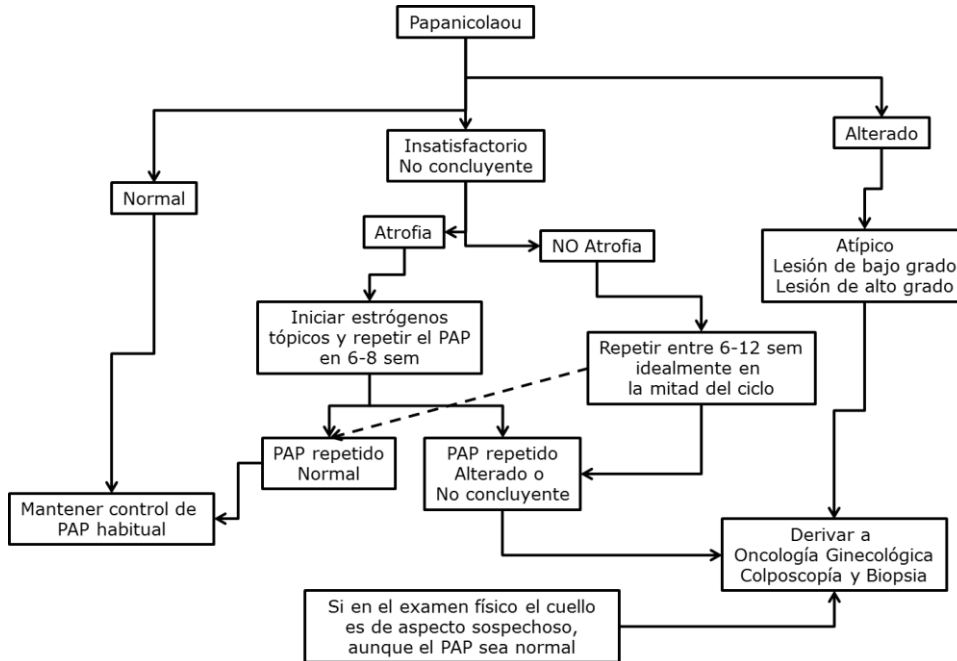 Papanicolaou
Insatisfactorio
No concluyente
Alterado
Normal
Atrofia
NO Atrofia
Atípico
Lesión de bajo grado
Lesión de alto grado
Iniciar estrógenos
tópicos y repetir el PAP
en 6-8 sem
Repetir entre 6-12 sem
idealmente en
la mitad del ciclo
PAP repetido
Normal
PAP repetido
Alterado o
No concluyente
Mantener control de
PAP habitual
Derivar a
Oncología Ginecológica
Colposcopía y Biopsia
Si en el examen físico el cuello
es de aspecto sospechoso,
aunque el PAP sea normal